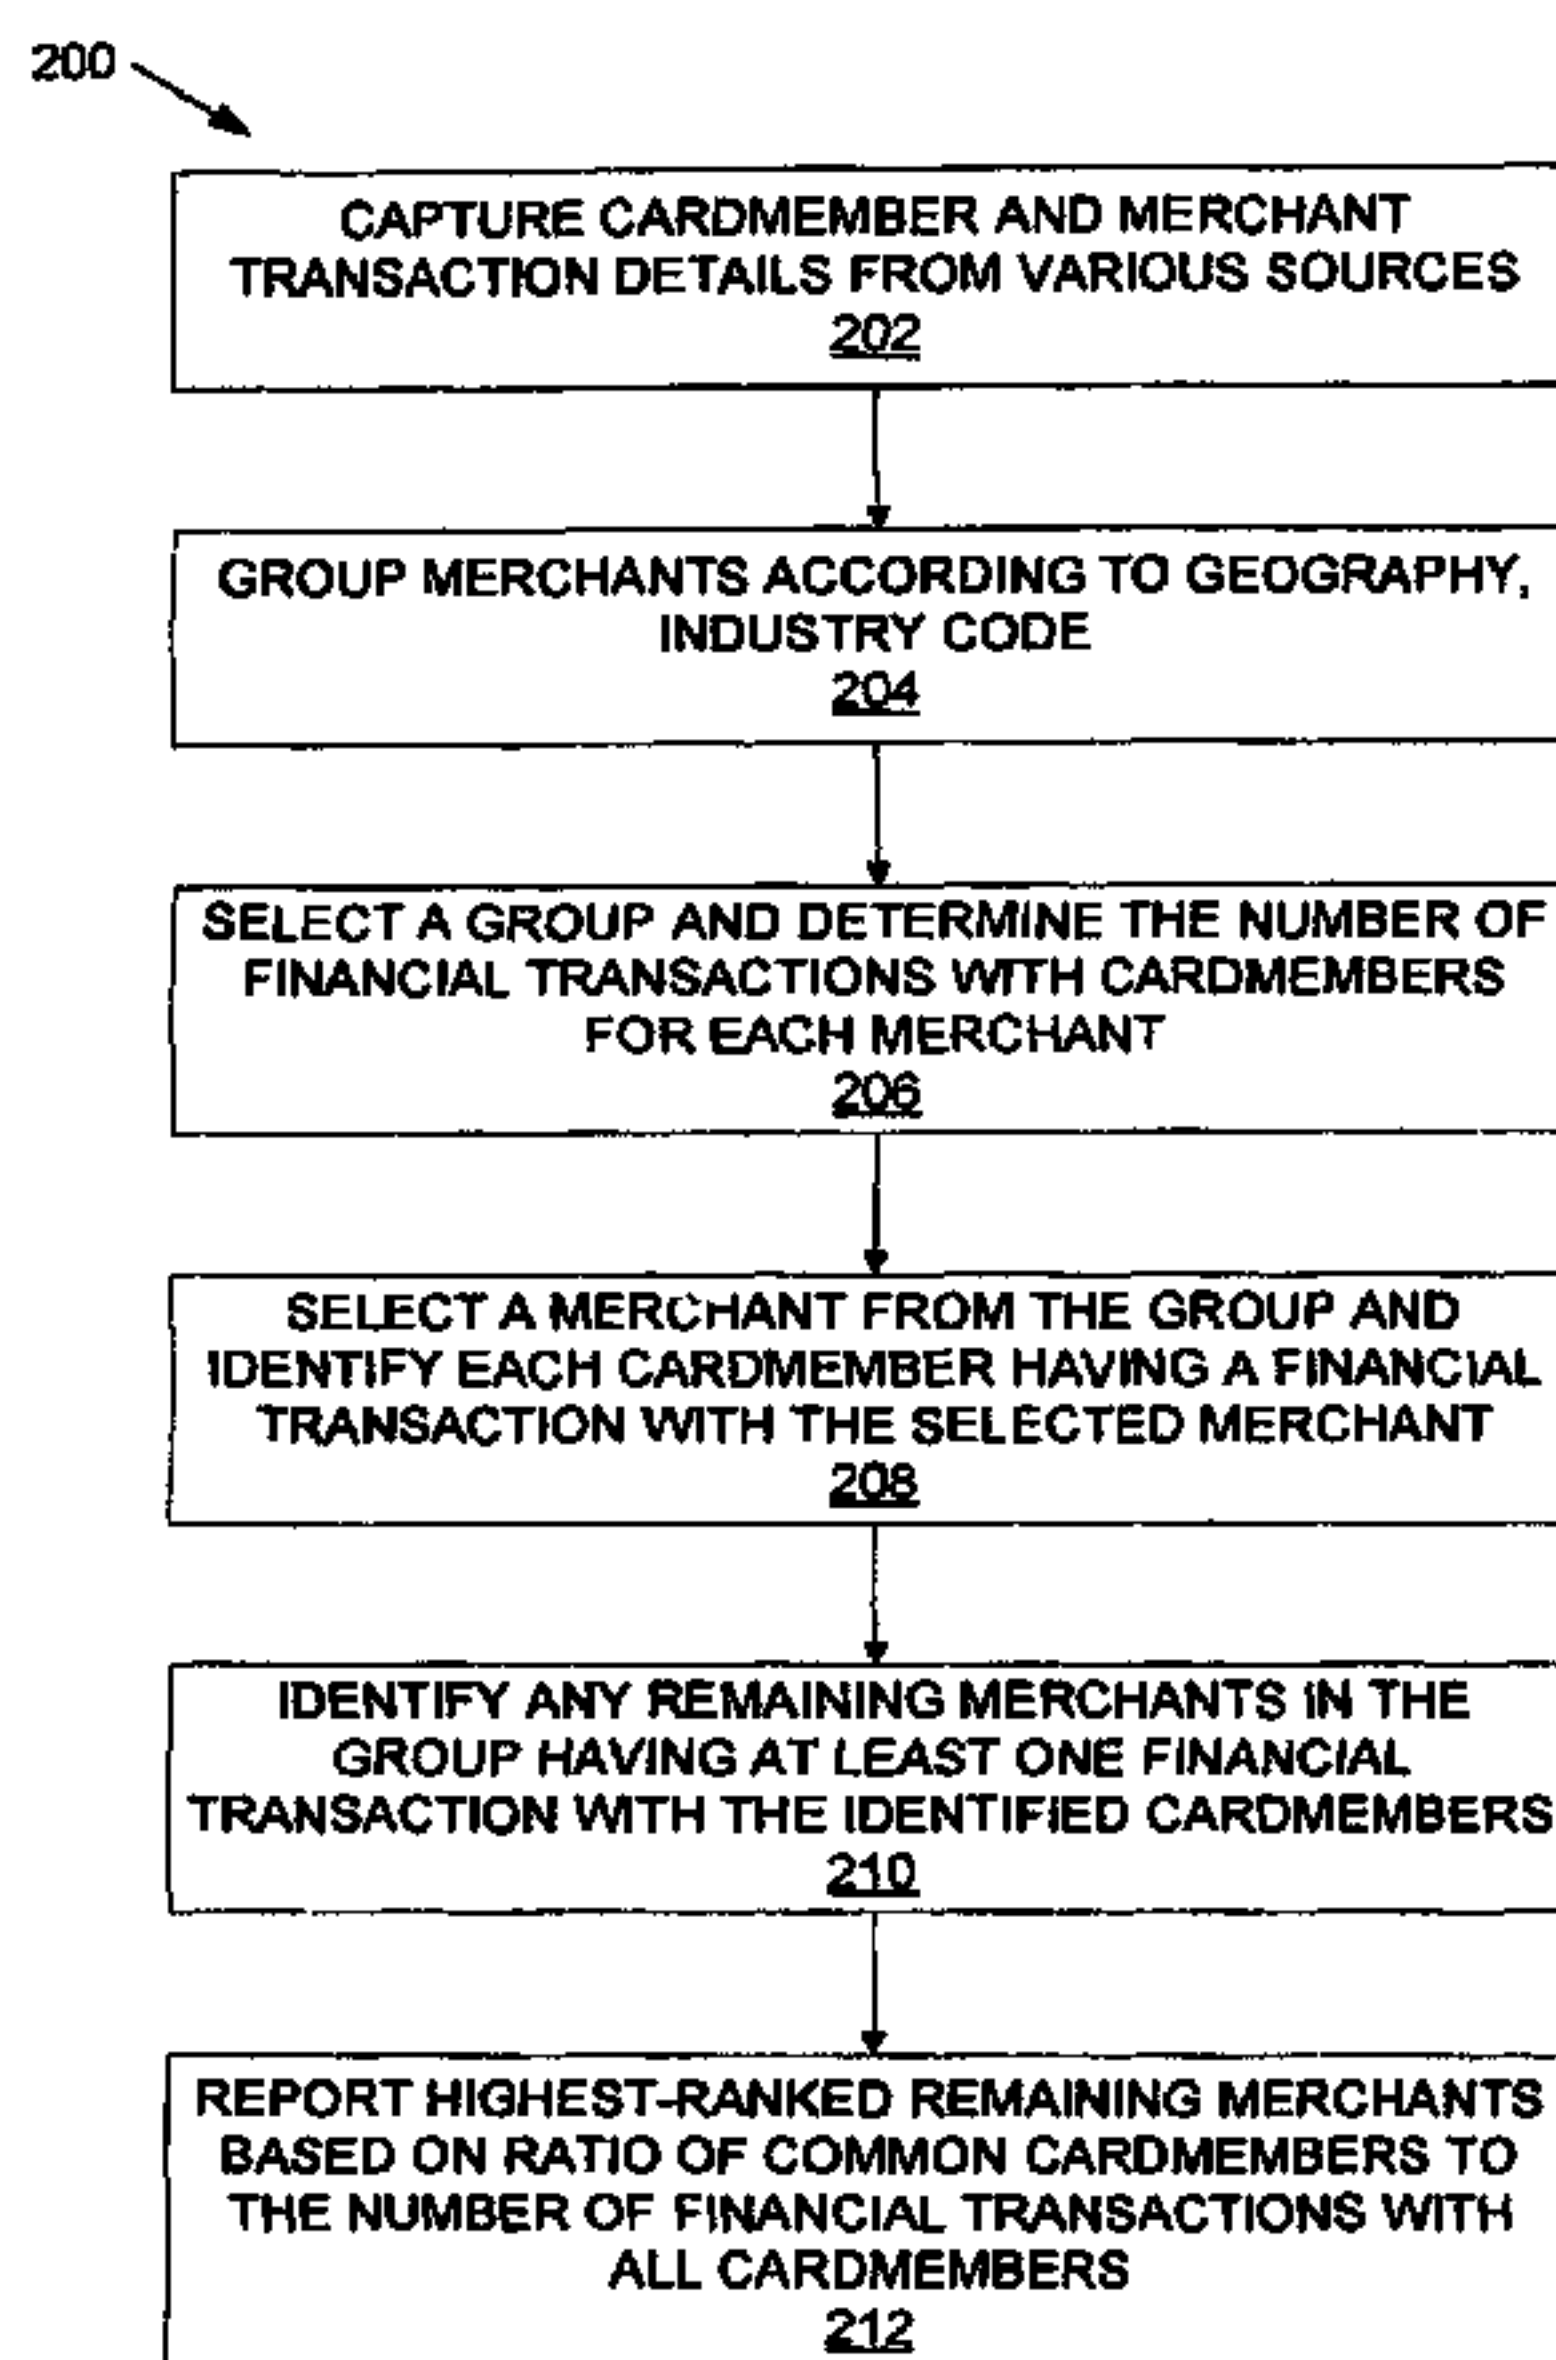 200
CAPTURE CARDMEMBER AND MERCHANT
TRANSACTION DETAILS FROM VARIOUS SOURCES
202
GROUP MERCHANTS ACCORDING TO GEOGRAPHY,
INDUSTRY CODE
204
SELECT A GROUP AND DETERMINE THE NUMBER OF
FINANCIAL TRANSACTIONS WITH CARDMEMBERS
FOR EACH MERCHANT
206
SELECT A MERCHANT FROM THE GROUP AND
IDENTIFY EACH CARDMEMBER HAVING A FINANCIAL
TRANSACTION WITH THE SELECTED MERCHANT
208
IDENTIFY ANY REMAINING MERCHANTS IN THE
GROUP HAVING AT LEAST ONE FINANCIAL
TRANSACTION WITH THE IDENTIFIED CARDMEMBERS
210
REPORT HIGHEST-RANKED REMAINING MERCHANTS
BASED ON RATIO OF COMMON CARDMEMBERS TO
THE NUMBER OF FINANCIAL TRANSACTIONS WITH
ALL CARDMEMBERS
212